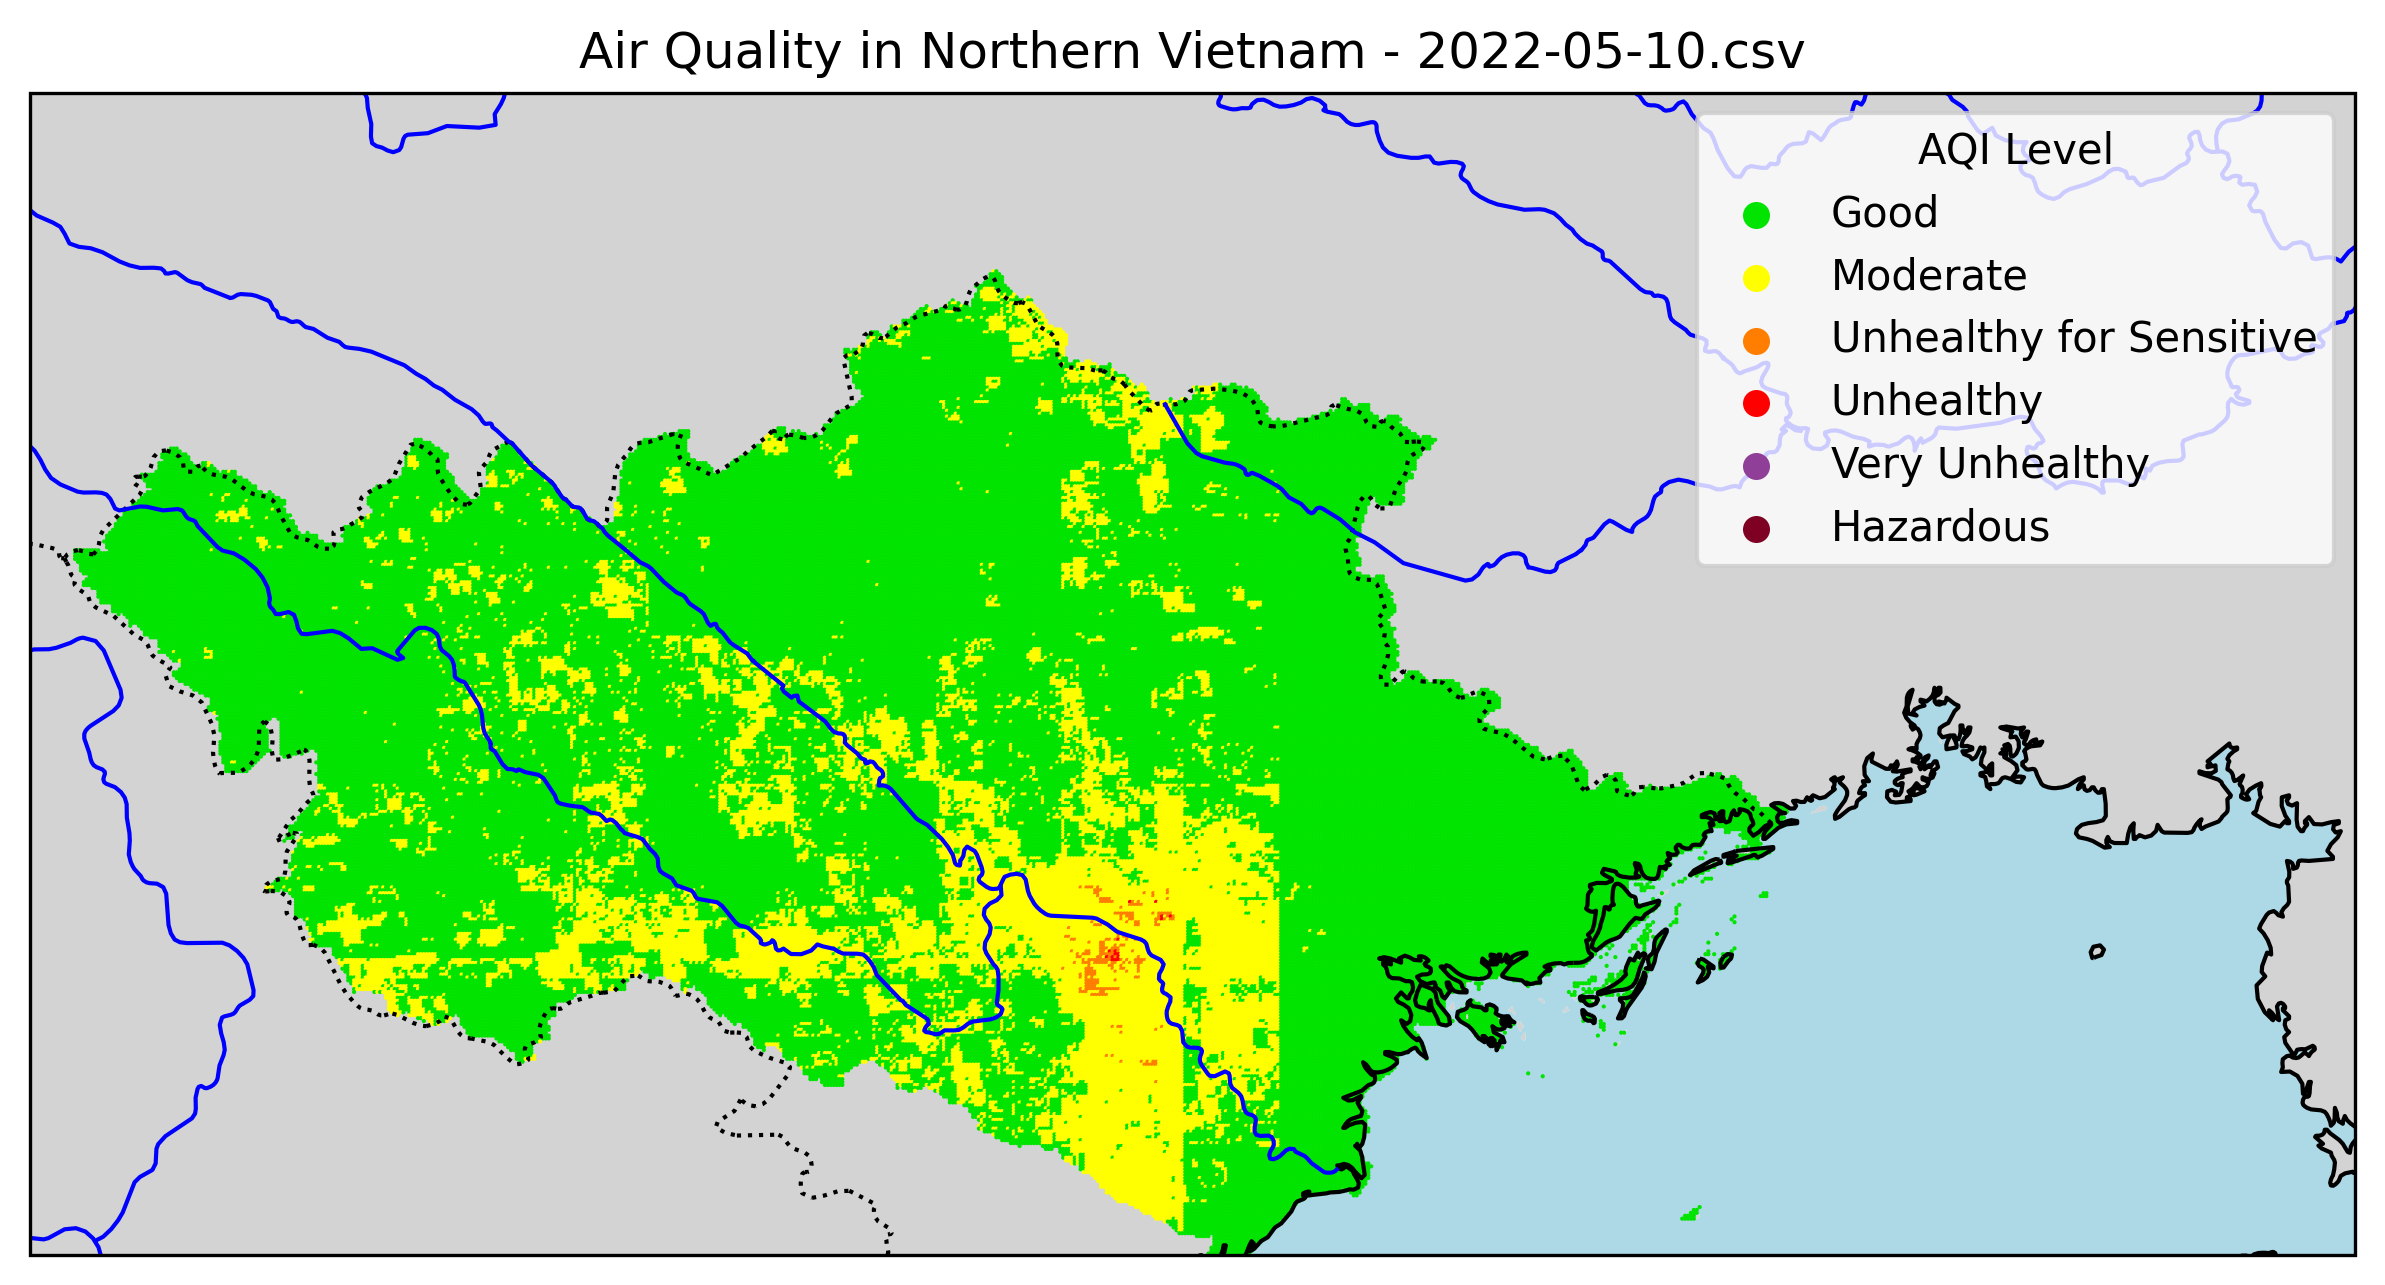 Air Quality in Northern Vietnam - 2022-05-10.csv
AQI Level
Good
Moderate
Unhealthy for Sensitive
Unhealthy
Very Unhealthy
Hazardous